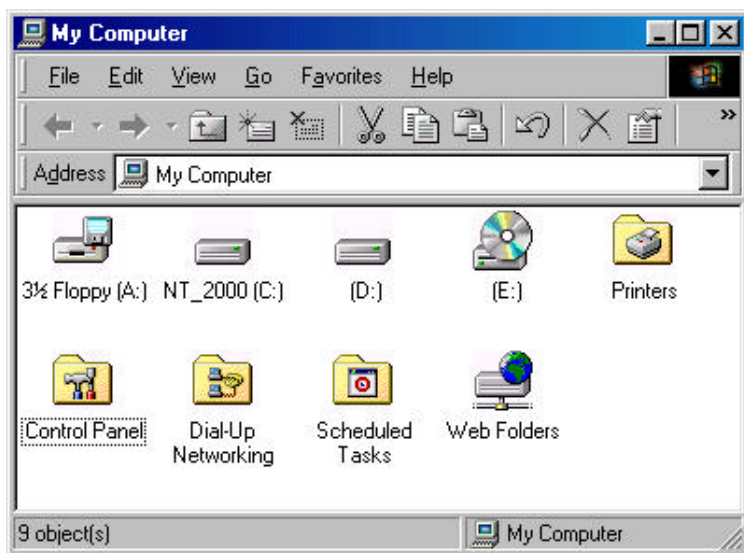 My Computer
File Edit View Go Favorites Help
»
Address My Computer
3½ Floppy (A:) NT_2000 (C:) (D:) (E:) Printers
Control Panel Dial-Up Networking Scheduled Tasks Web Folders
9 object(s) My Computer